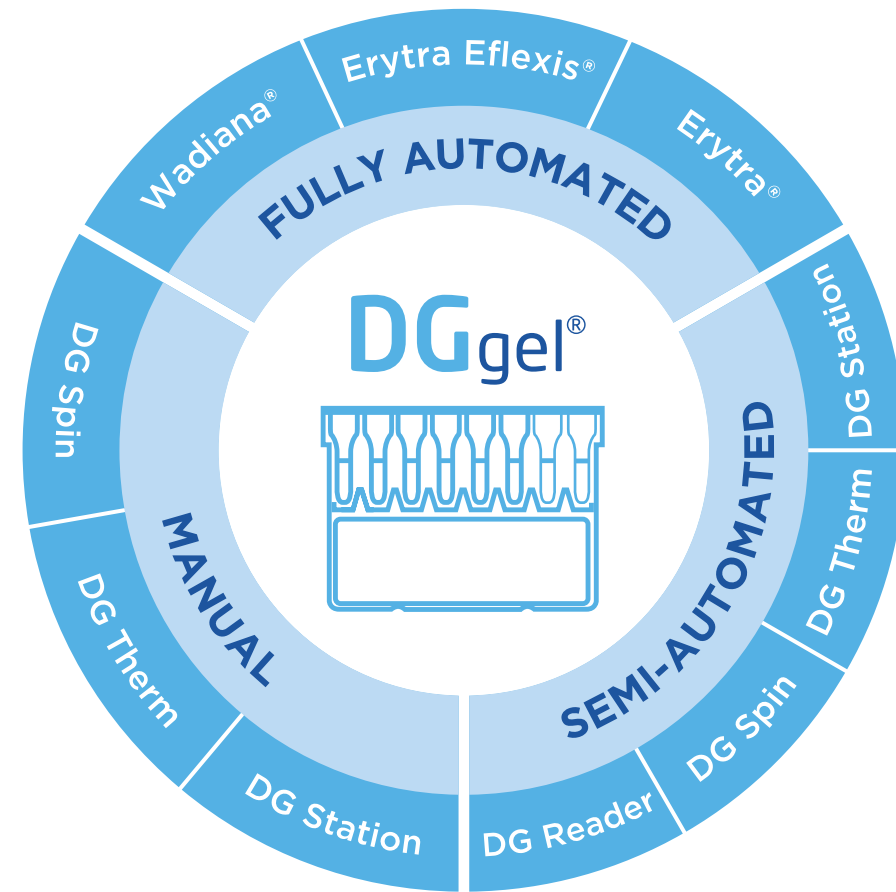 Wadiana®
Erytra Eflexis®
Erytra®
FULLY AUTOMATED
DG Station
DG Therm
DG Spin
DG Reader
SEMI-AUTOMATED
DG Spin
DG Therm
DG Station
MANUAL
DGgel®